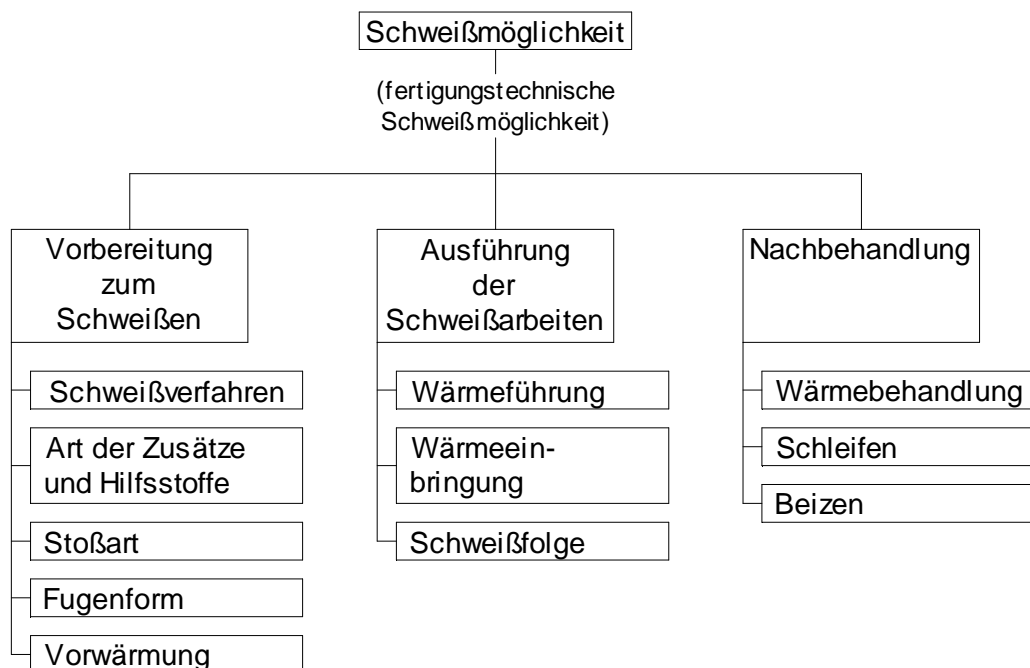 Schweißmöglichkeit
(fertigungstechnische
Schweißmöglichkeit)
Vorbereitung
zum
Schweißen
Schweißverfahren
Art der Zusätze
und Hilfsstoffe
Stoßart
Fugenform
Vorwärmung
Ausführung
der
Schweißarbeiten
Wärmeführung
Wärmeein-
bringung
Schweißfolge
Nachbehandlung
Wärmebehandlung
Schleifen
Beizen